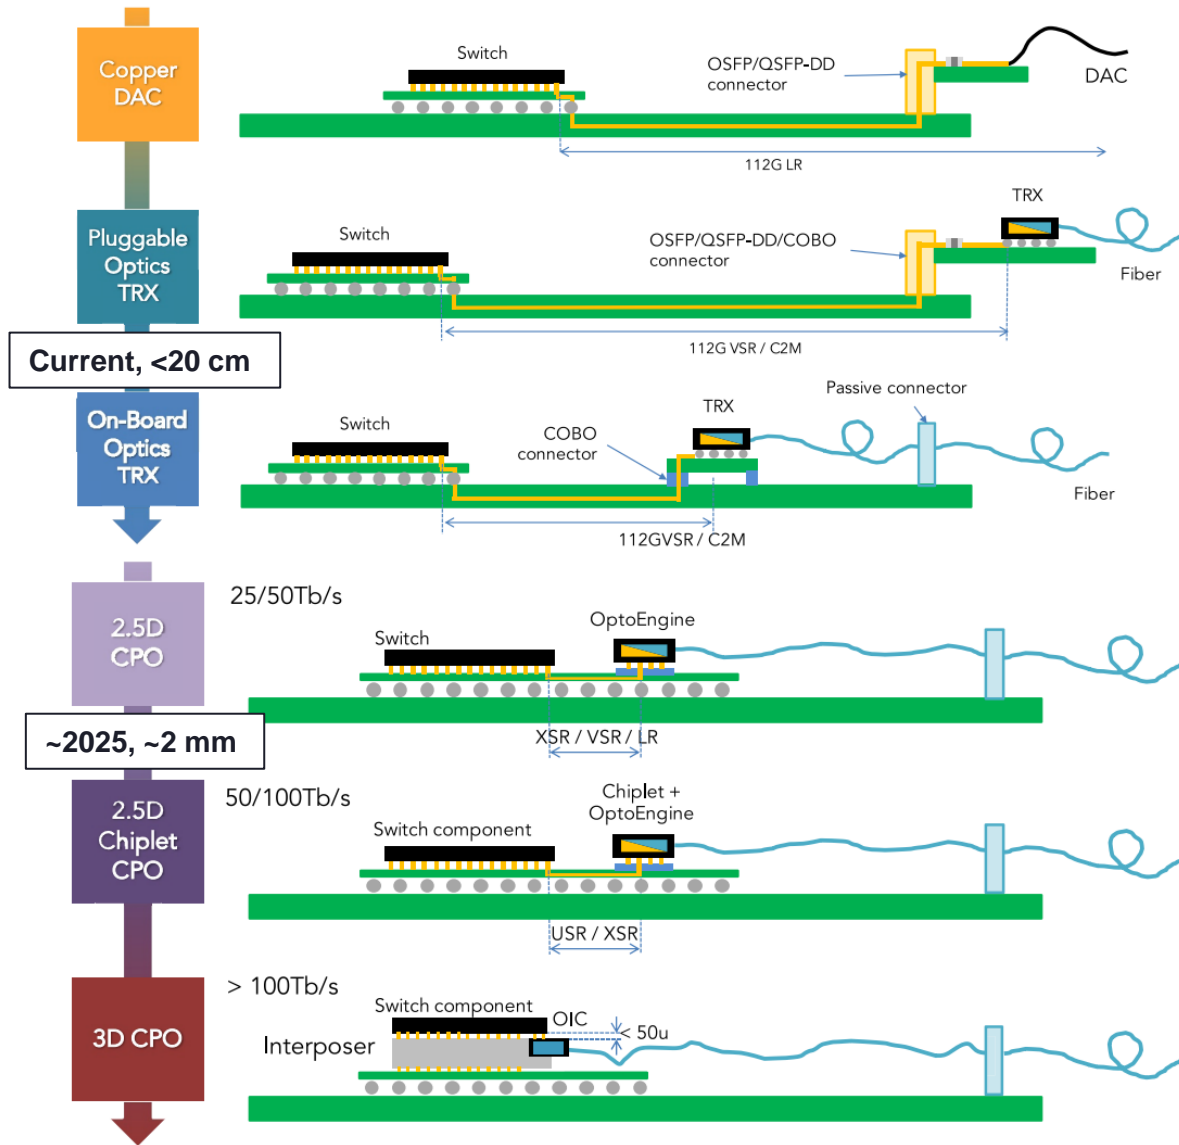 Copper
DAC
Switch
OSFP/QSFP-DD
connector
DAC
112G LR
Pluggable
Optics
TRX
Switch
OSFP/QSFP-DD/COBO
connector
TRX
Fiber
112G VSR / C2M
Current, <20 cm
On-Board
Optics
TRX
Switch
COBO
connector
TRX
Passive connector
Fiber
112GVSR / C2M
2.5D
CPO
25/50Tb/s
Switch
OptoEngine
XSR / VSR / LR
~2025, ~2 mm
2.5D
Chiplet
CPO
50/100Tb/s
Switch component
Chiplet +
OptoEngine
USR / XSR
3D CPO
> 100Tb/s
Switch component
OIC
< 50u
Interposer